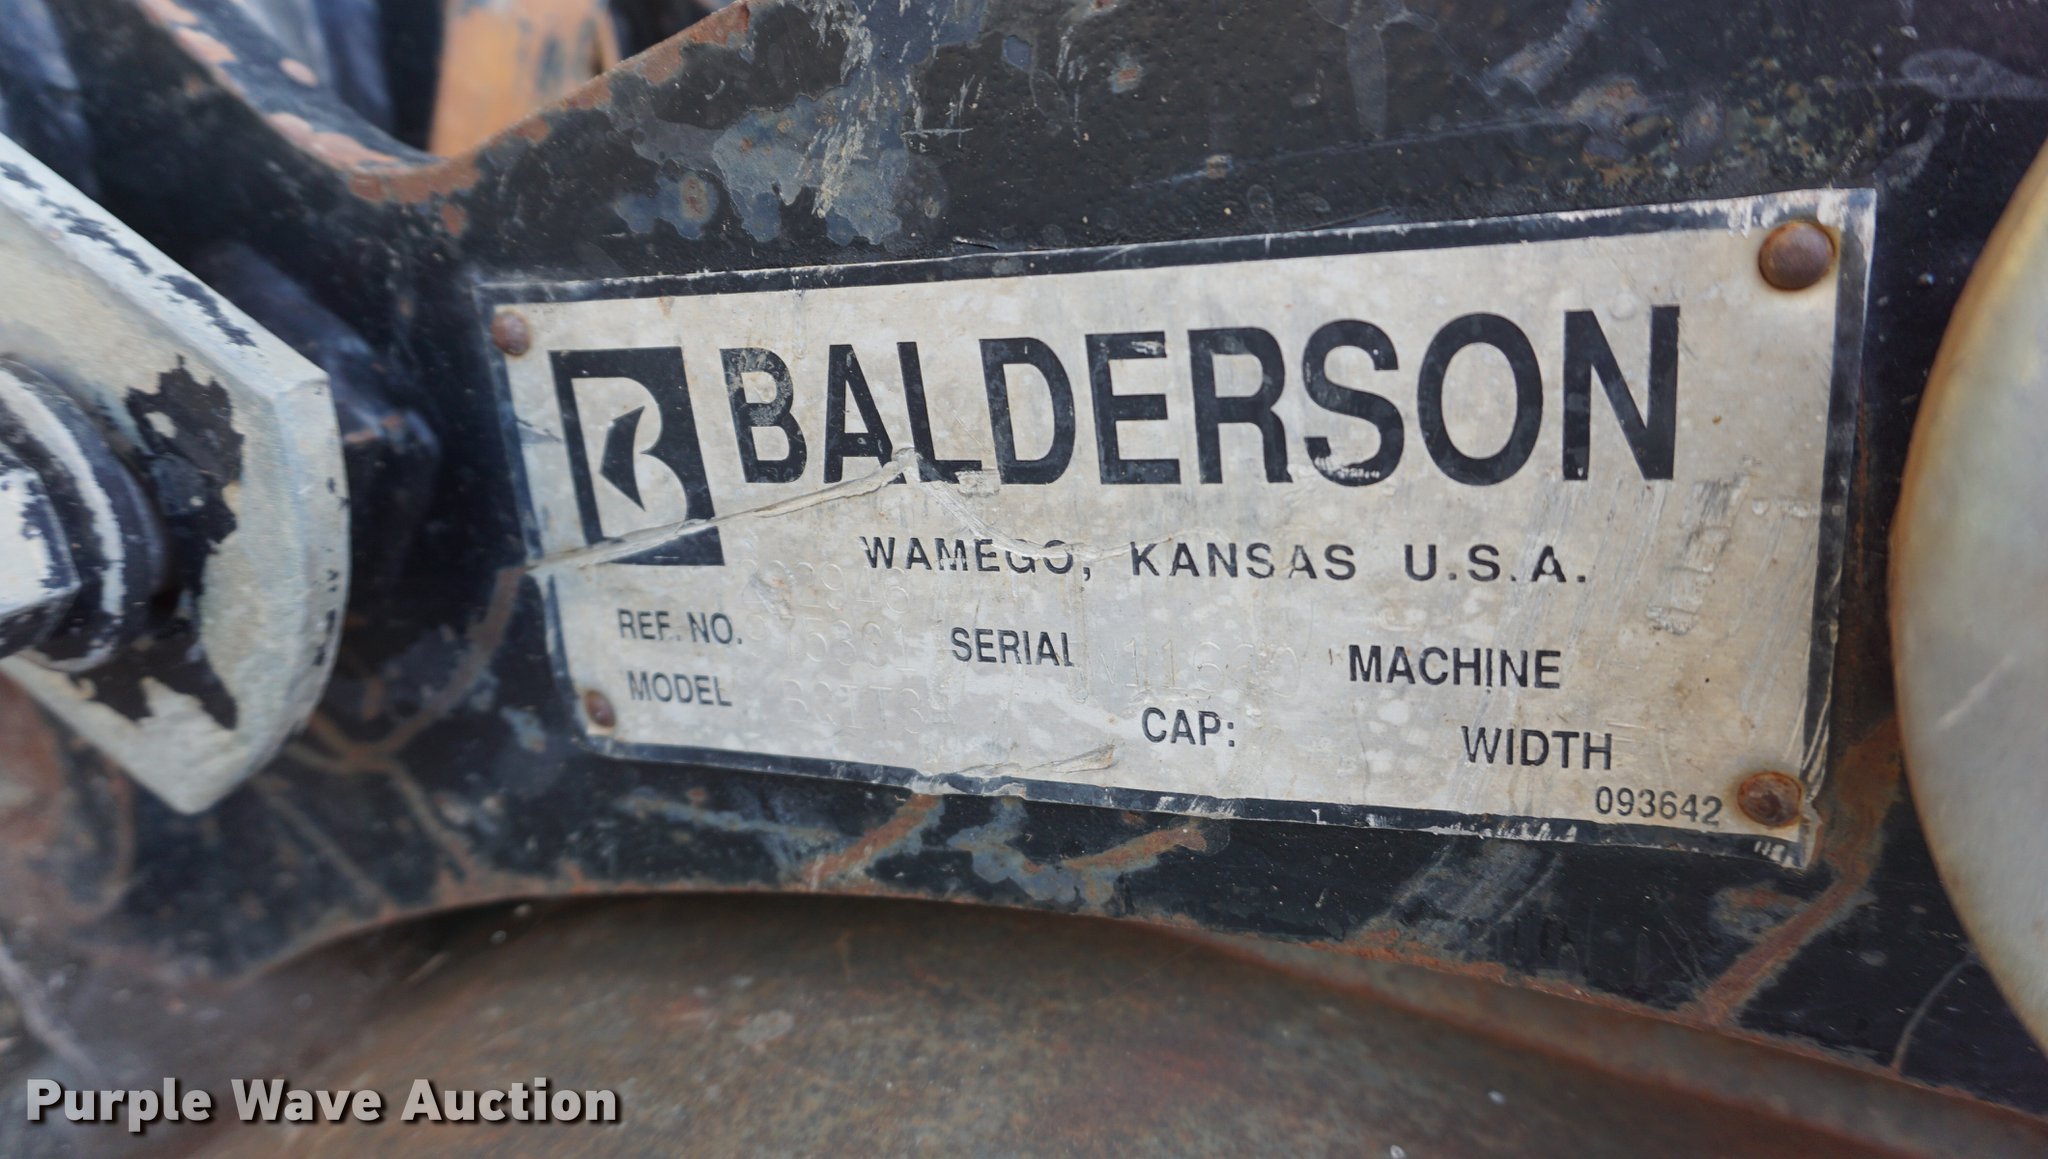 BALDERSON
WAMEGO, KANSAS U.S.A.
REF. NO. SERIAL MACHINE
MODEL CAP: WIDTH
093642
Purple Wave Auction